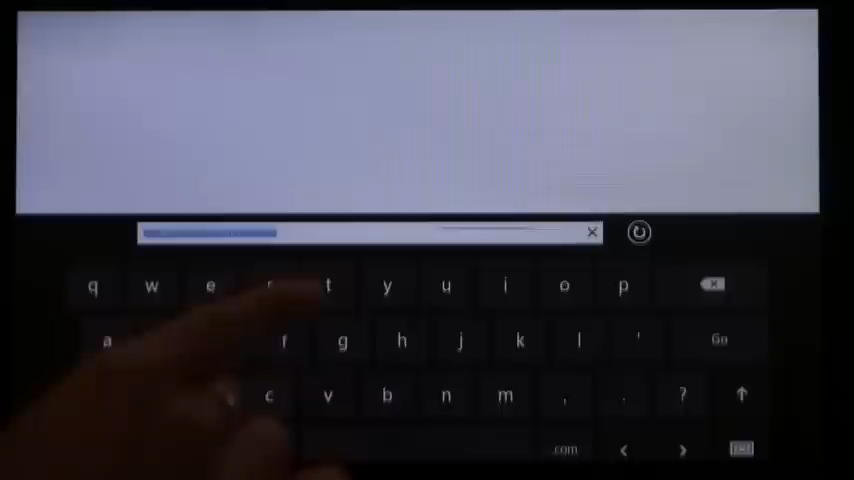 q w e r t y u i o p
a f g h j k l '
c v b n m , . ? ↑
.com < >
Go